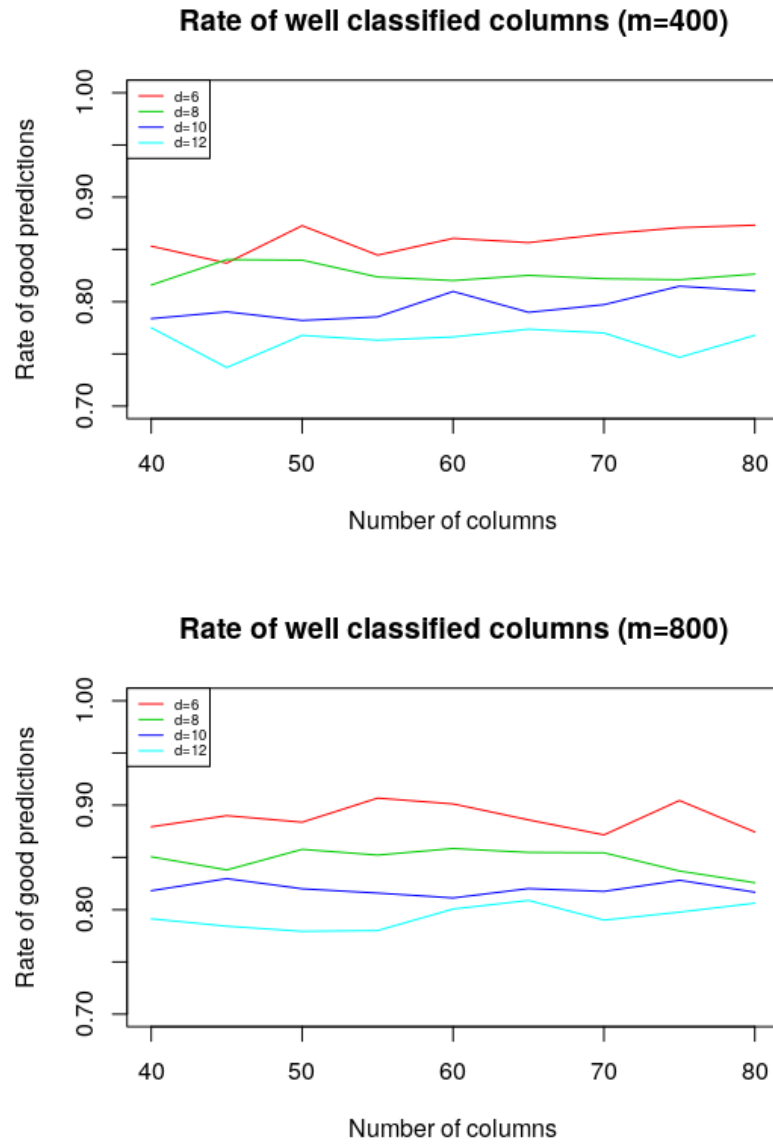 Rate of well classified columns (m=400)
1.00
0.90
0.80
0.70
Rate of good predictions
d=6
d=8
d=10
d=12
40 50 60 70 80
Number of columns
Rate of well classified columns (m=800)
1.00
0.90
0.80
0.70
Rate of good predictions
d=6
d=8
d=10
d=12
40 50 60 70 80
Number of columns